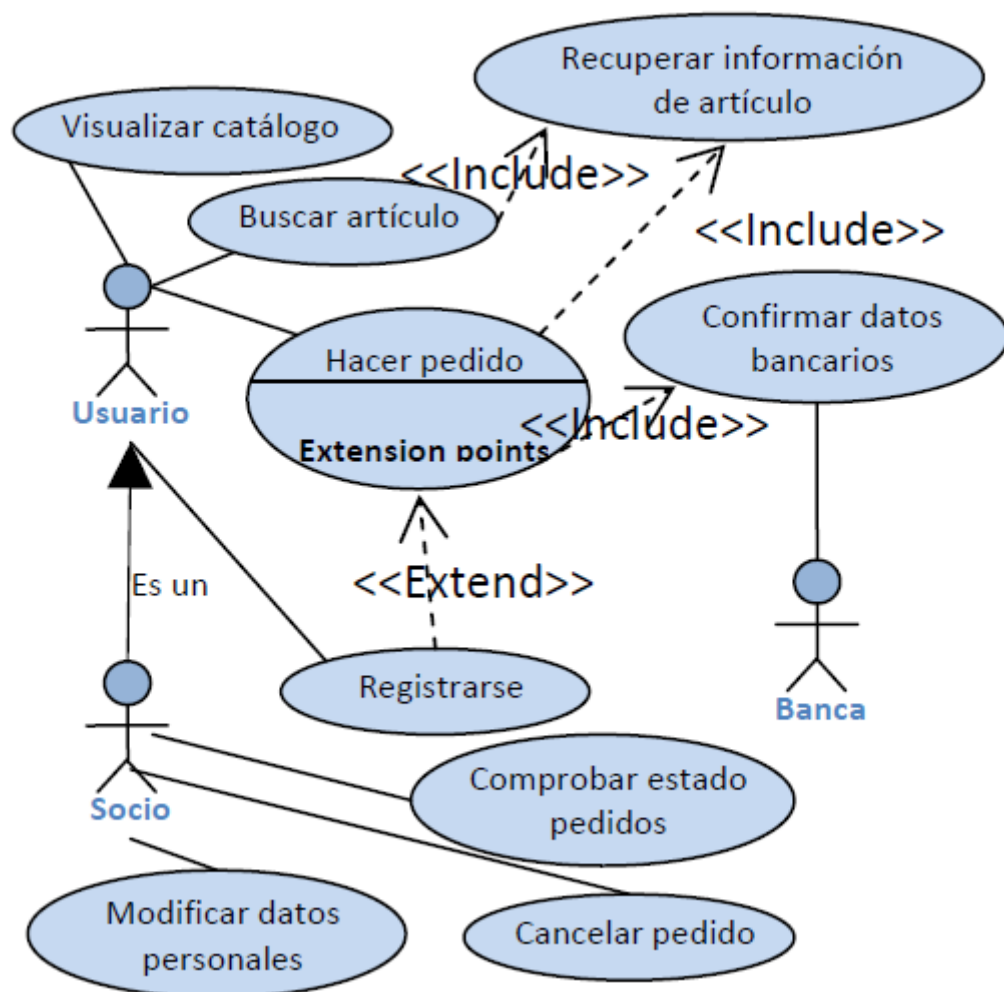 Recuperar información
de artículo
Visualizar catálogo
<<Include>>
Buscar artículo
<<Include>>
Confirmar datos
bancarios
Hacer pedido
<<Include>>
Extension points
Usuario
Es un
<<Extend>>
Registrarse
Banca
Socio
Comprobar estado
pedidos
Modificar datos
personales
Cancelar pedido